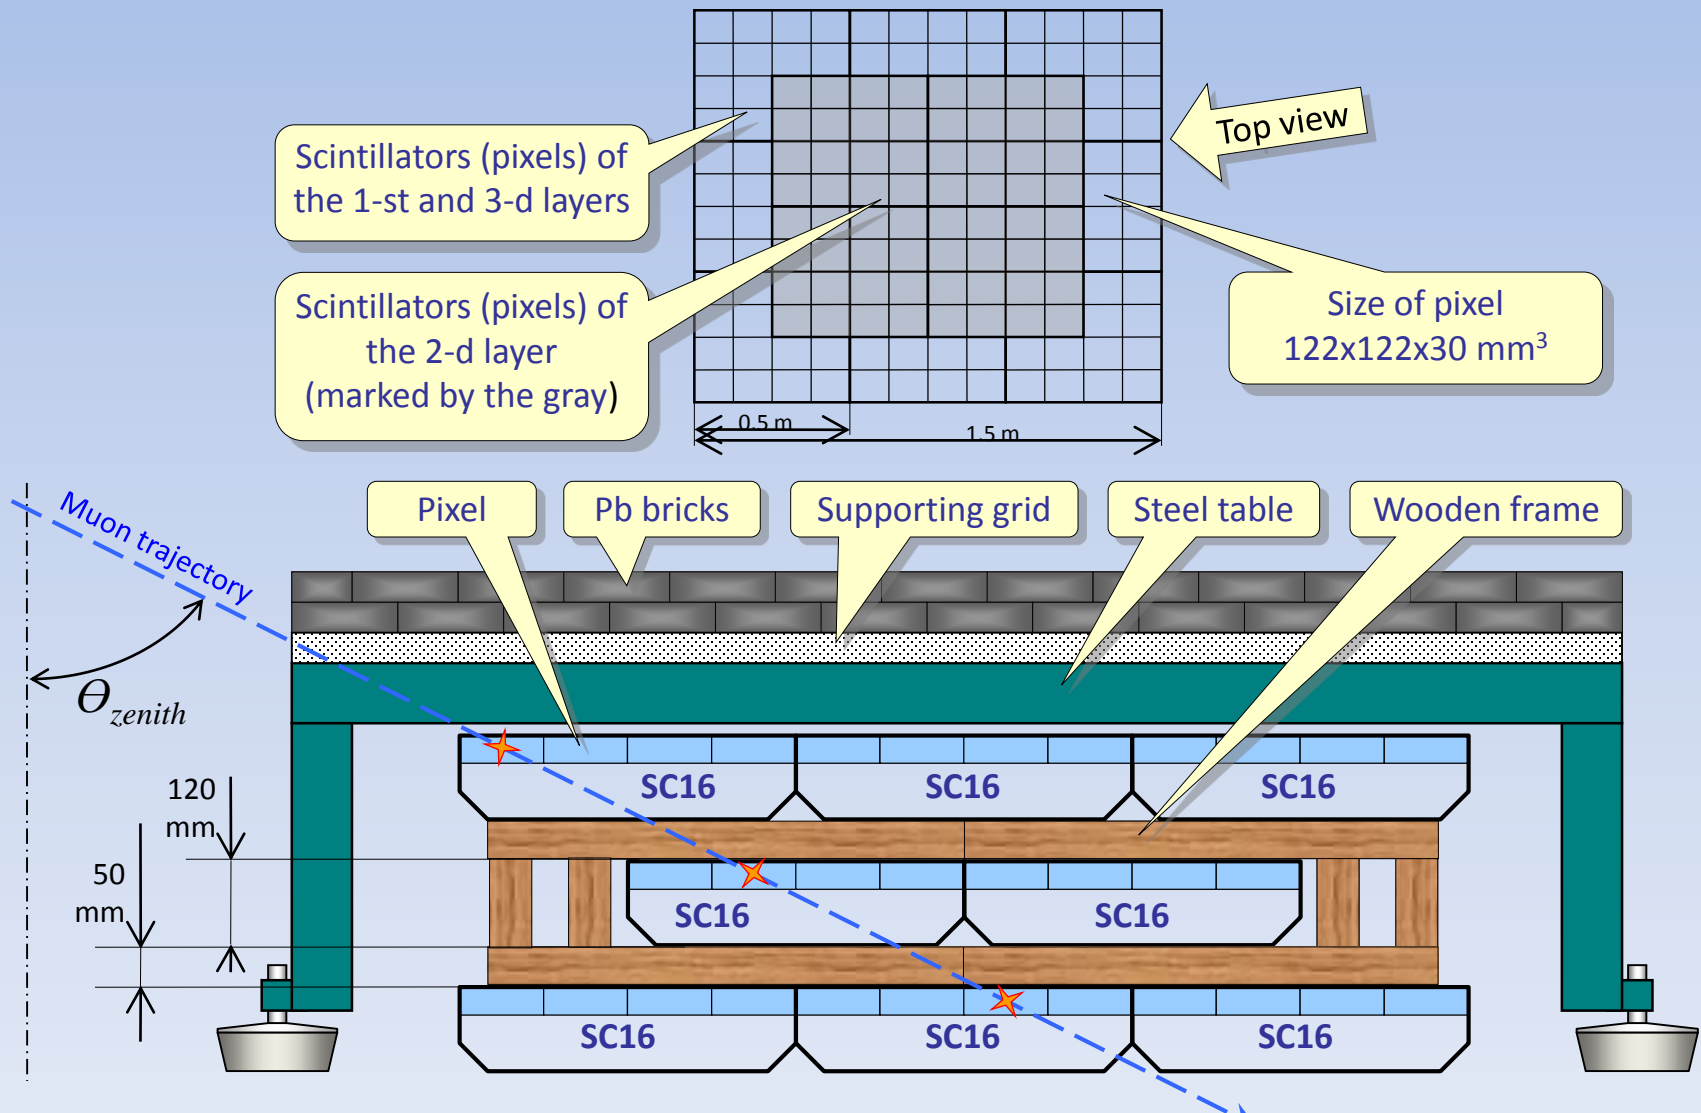 Top view
Scintillators (pixels) of
the 1-st and 3-d layers
Scintillators (pixels) of
the 2-d layer
(marked by the gray)
Size of pixel
122x122x30 mm³
0.5 m
1.5 m
Muon trajectory
Pixel
Pb bricks
Supporting grid
Steel table
Wooden frame
Θzenith
120
mm
50
mm
SC16
SC16
SC16
SC16
SC16
SC16
SC16
SC16